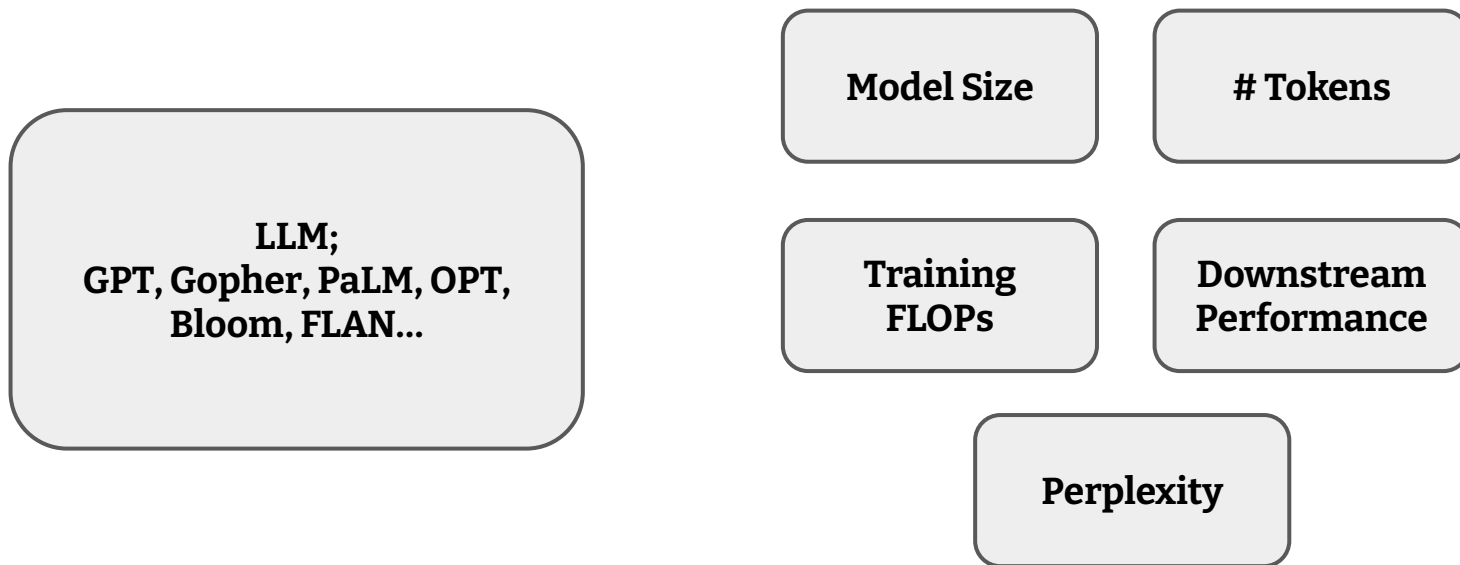 LLM;
GPT, Gopher, PaLM, OPT,
Bloom, FLAN...
Model Size
# Tokens
Training
FLOPs
Downstream
Performance
Perplexity